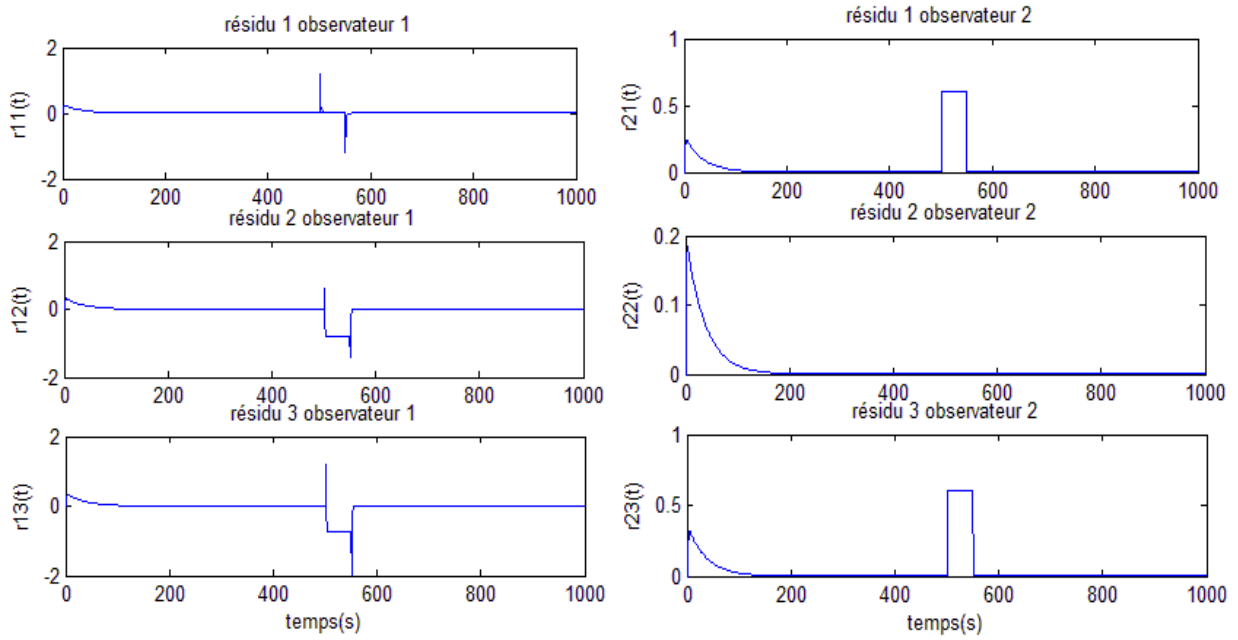 résidu 1 observateur 1
2
0
-2
r11(t)
0 200 400 600 800 1000
résidu 2 observateur 1
2
0
-2
r12(t)
0 200 400 600 800 1000
résidu 3 observateur 1
2
0
-2
r13(t)
0 200 400 600 800 1000
temps(s)
résidu 1 observateur 2
1
0.5
0
r21(t)
0 200 400 600 800 1000
résidu 2 observateur 2
0.2
0.1
0
r22(t)
0 200 400 600 800 1000
résidu 3 observateur 2
1
0.5
0
r23(t)
0 200 400 600 800 1000
temps(s)